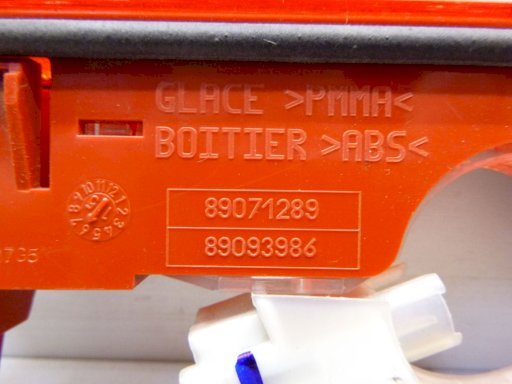 GLACE >PMMA<
BOITIER >ABS<
89071289
89093986